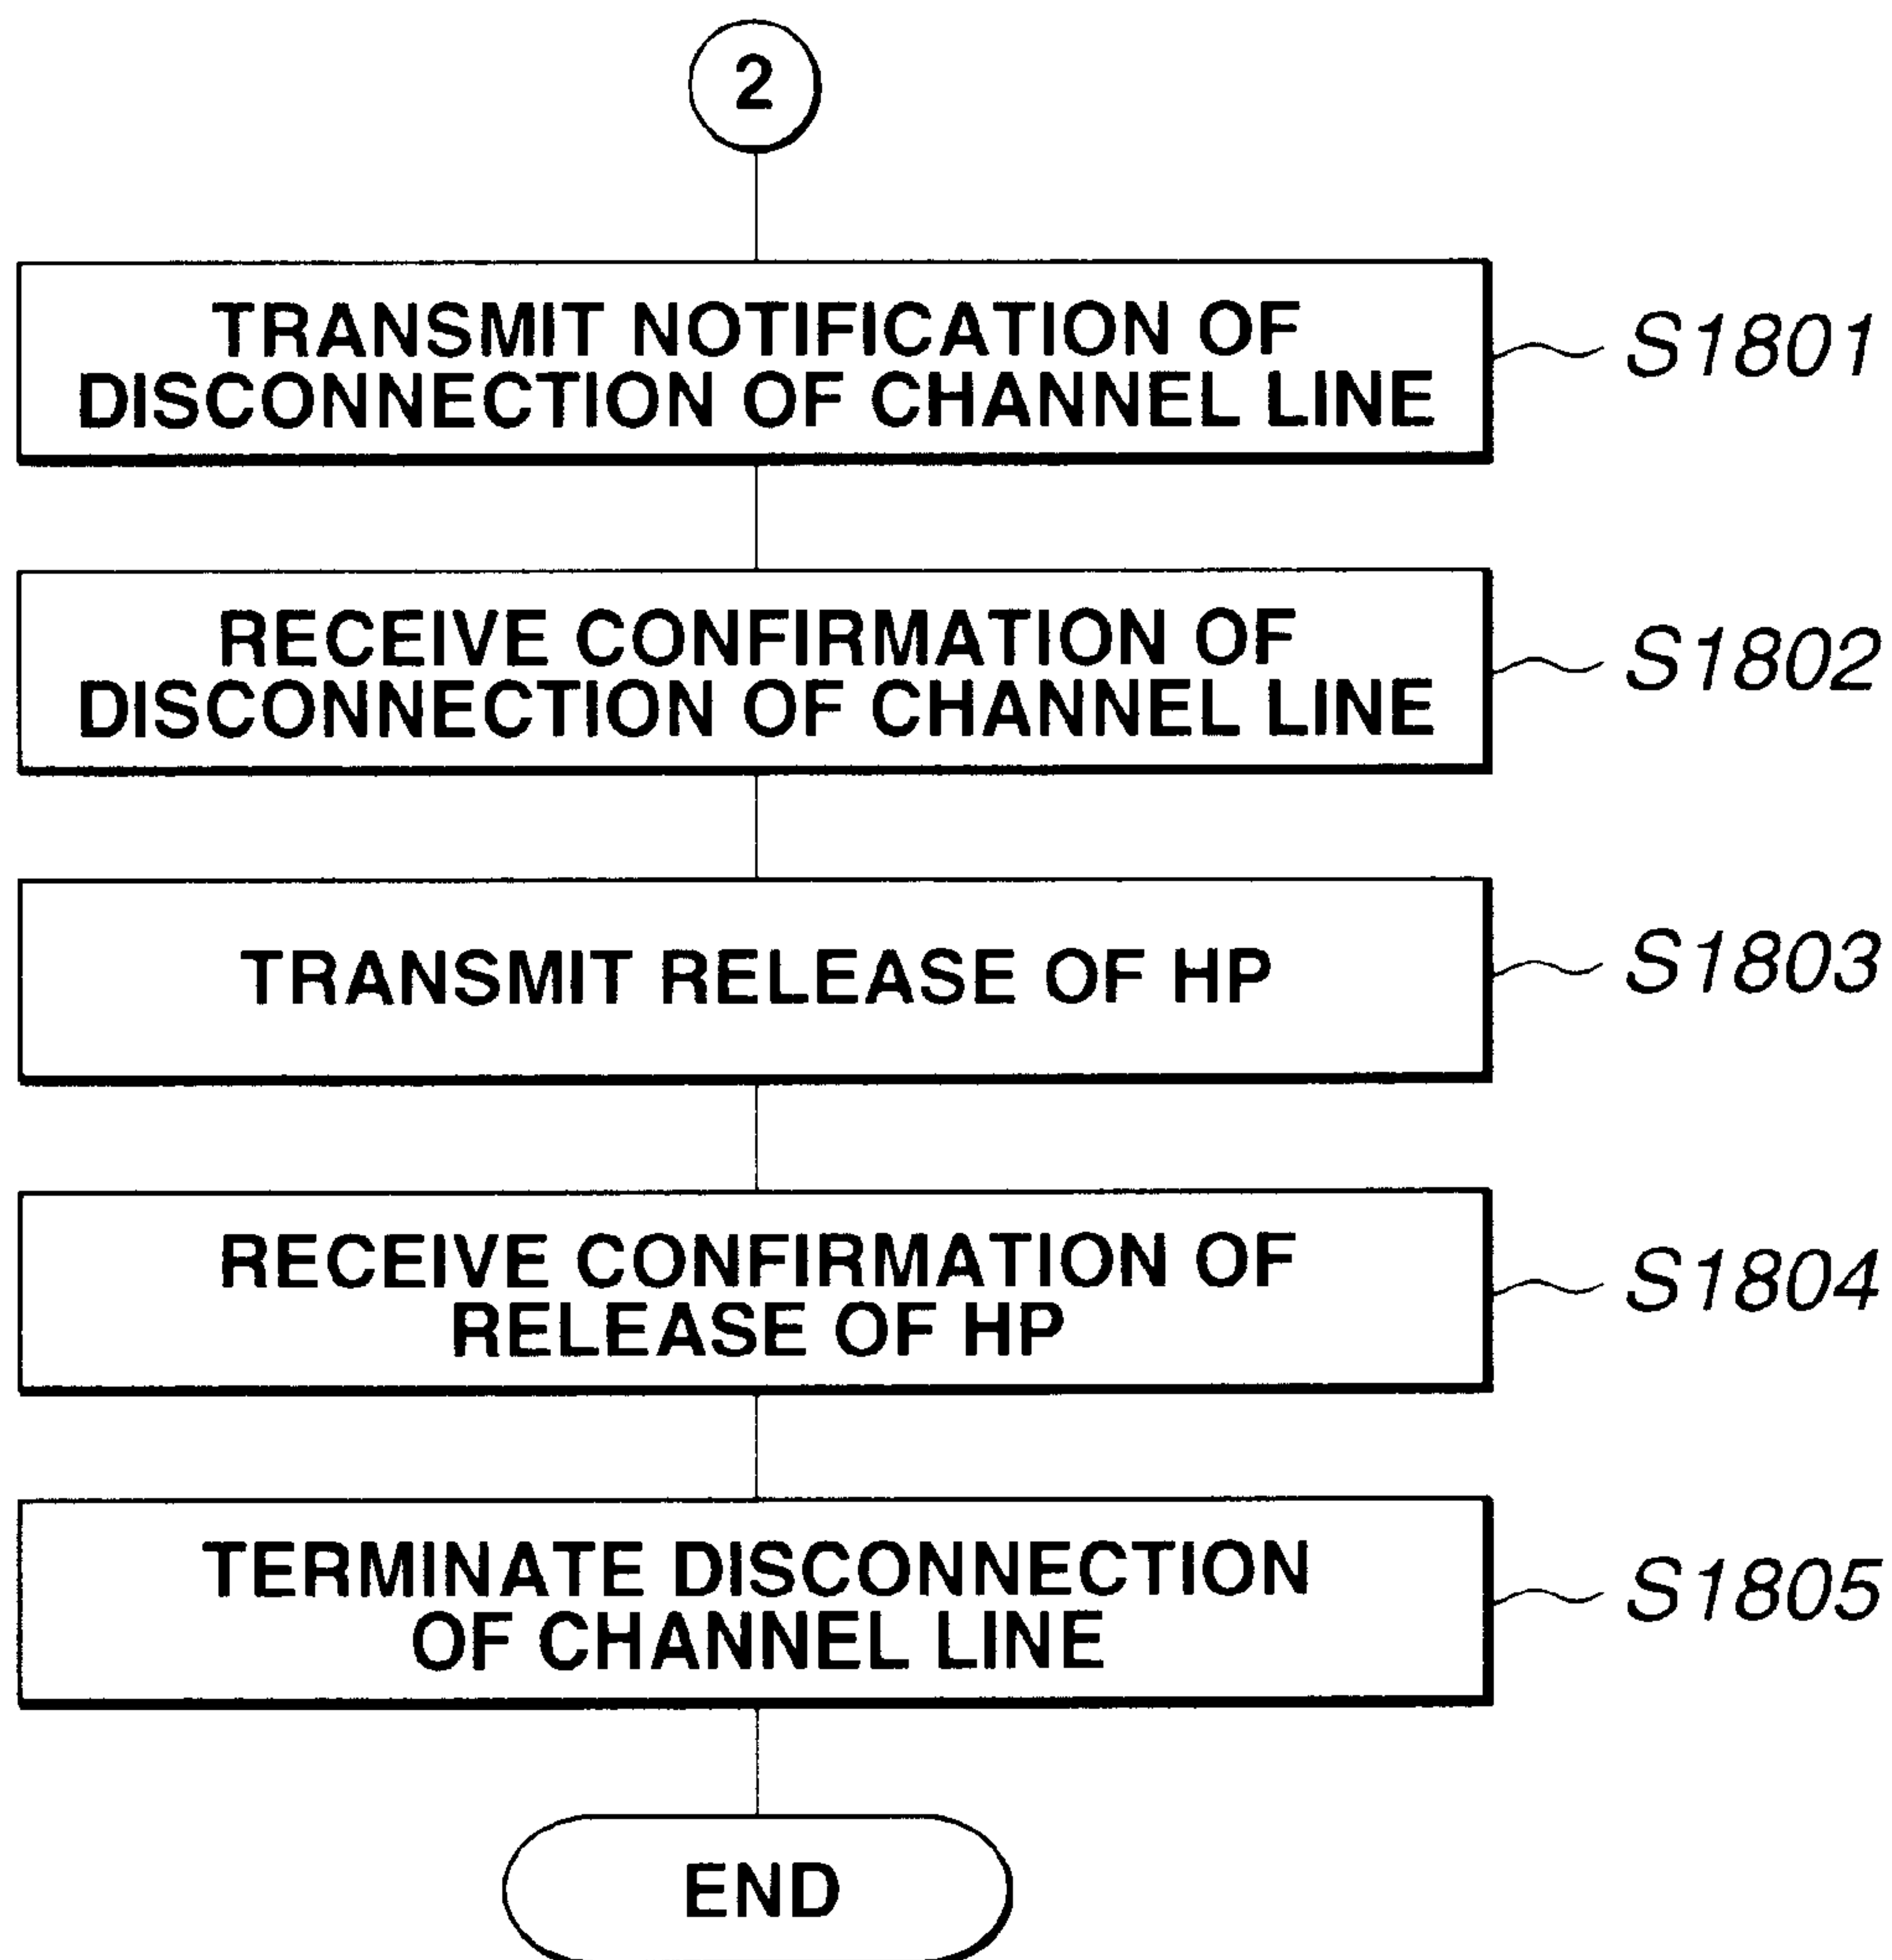 2
TRANSMIT NOTIFICATION OF
DISCONNECTION OF CHANNEL LINE
S1801
RECEIVE CONFIRMATION OF
DISCONNECTION OF CHANNEL LINE
S1802
TRANSMIT RELEASE OF HP
S1803
RECEIVE CONFIRMATION OF
RELEASE OF HP
S1804
TERMINATE DISCONNECTION
OF CHANNEL LINE
S1805
END